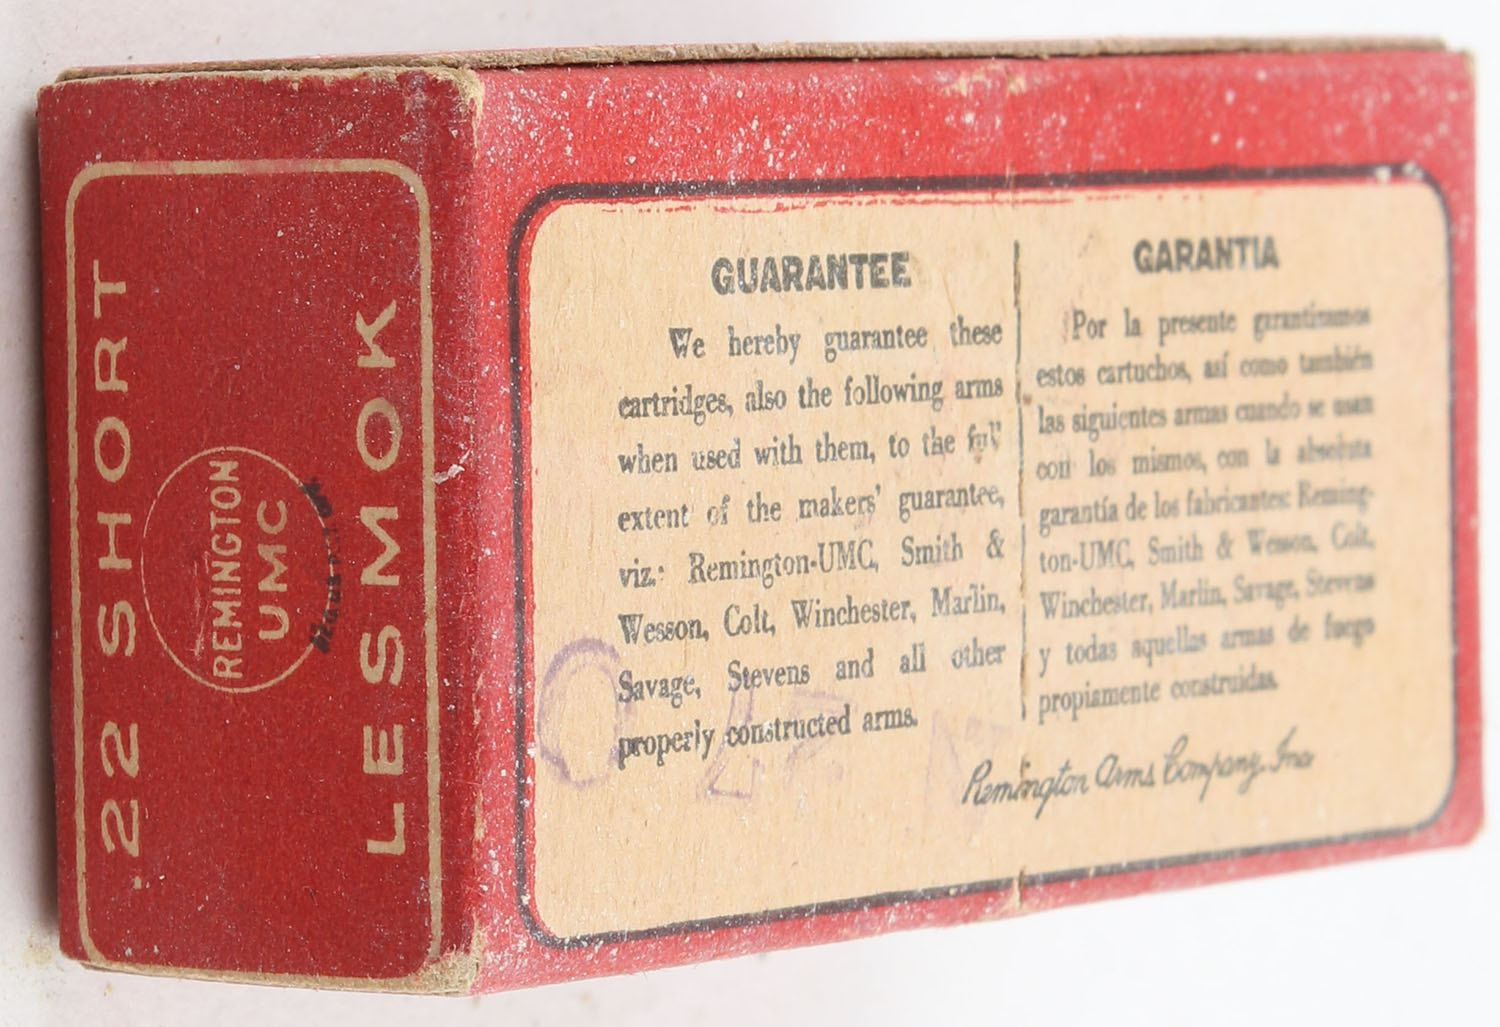 .22 SHORT
REMINGTON
UMC
LESMOK
GUARANTEE
We hereby guarantee these
cartridges, also the following arms
when used with them, to the full
extent of the makers' guarantee,
viz.: Remington-UMC, Smith &
Wesson, Colt, Winchester, Marlin,
Savage, Stevens and all other
properly constructed arms.
GARANTIA
Por la presente garantizamos
estos cartuchos, así como también
las siguientes armas cuando se usan
con los mismos, con la absoluta
garantía de los fabricantes: Reming-
ton-UMC, Smith & Wesson, Colt,
Winchester, Marlin, Savage, Stevens
y todas aquellas armas de fuego
propiamente construidas.
Remington Arms Company, Inc.